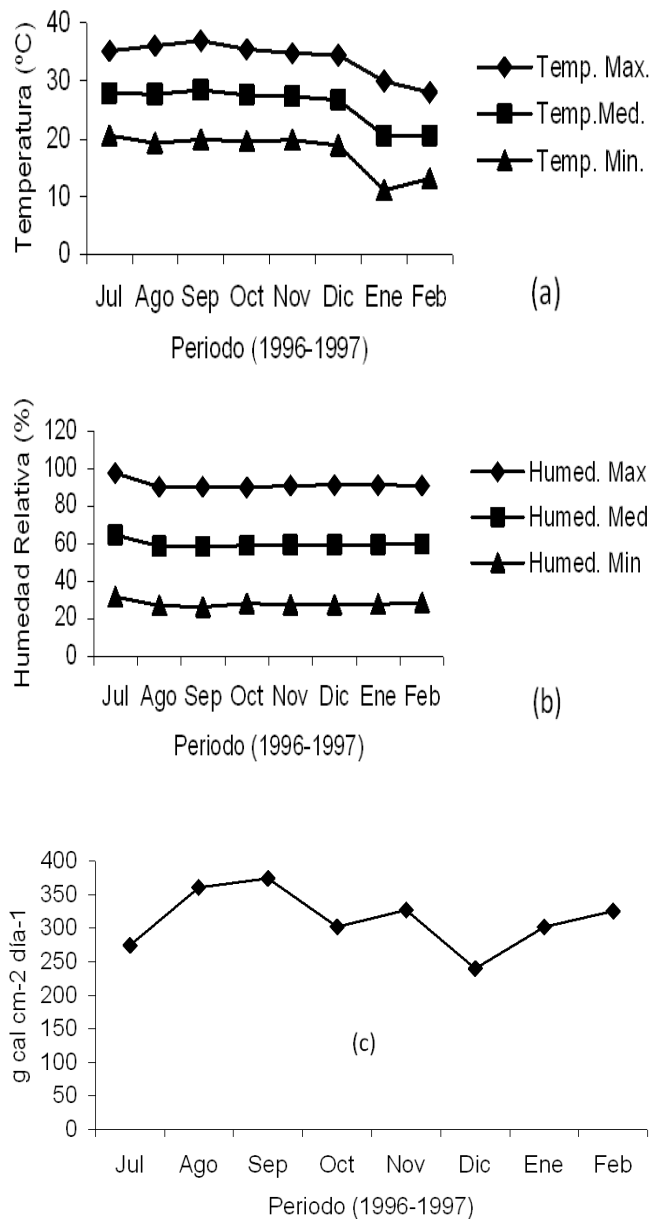 Temperatura (ºC)
40
30
20
10
0
Jul Ago Sep Oct Nov Dic Ene Feb
Periodo (1996-1997)
Temp. Max.
Temp.Med.
Temp. Min.
(a)
Humedad Relativa (%)
120
100
80
60
40
20
0
Jul Ago Sep Oct Nov Dic Ene Feb
Periodo (1996-1997)
Humed. Max
Humed. Med
Humed. Min
(b)
g cal cm-2 día-1
400
350
300
250
200
150
100
50
0
(c)
Jul Ago Sep Oct Nov Dic Ene Feb
Periodo (1996-1997)